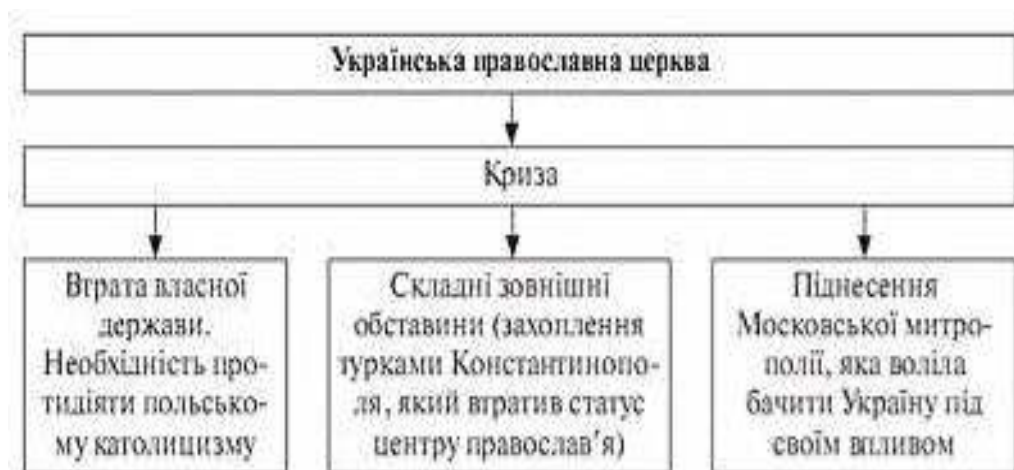 Українська православна церква
Криза
Втрата власної
держави.
Необхідність про-
тидіяти польсько-
му католицизму
Складні зовнішні
обставини (захоплення
турками Константинопо-
ля, який втратив статус
центру православ’я)
Піднесення
Московської митро-
полії, яка воліла
бачити Україну під
своїм впливом